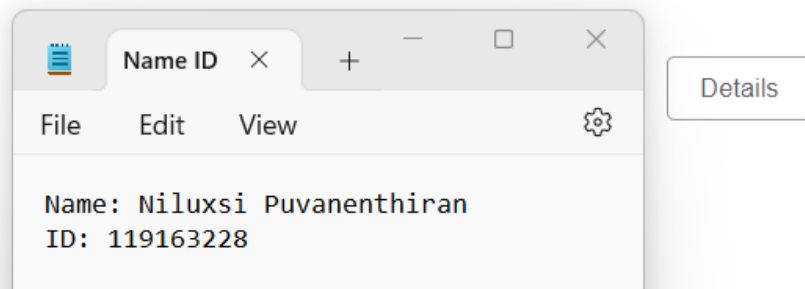 Name ID
Details
File Edit View
Name: Niluxsi Puvanenthiran
ID: 119163228